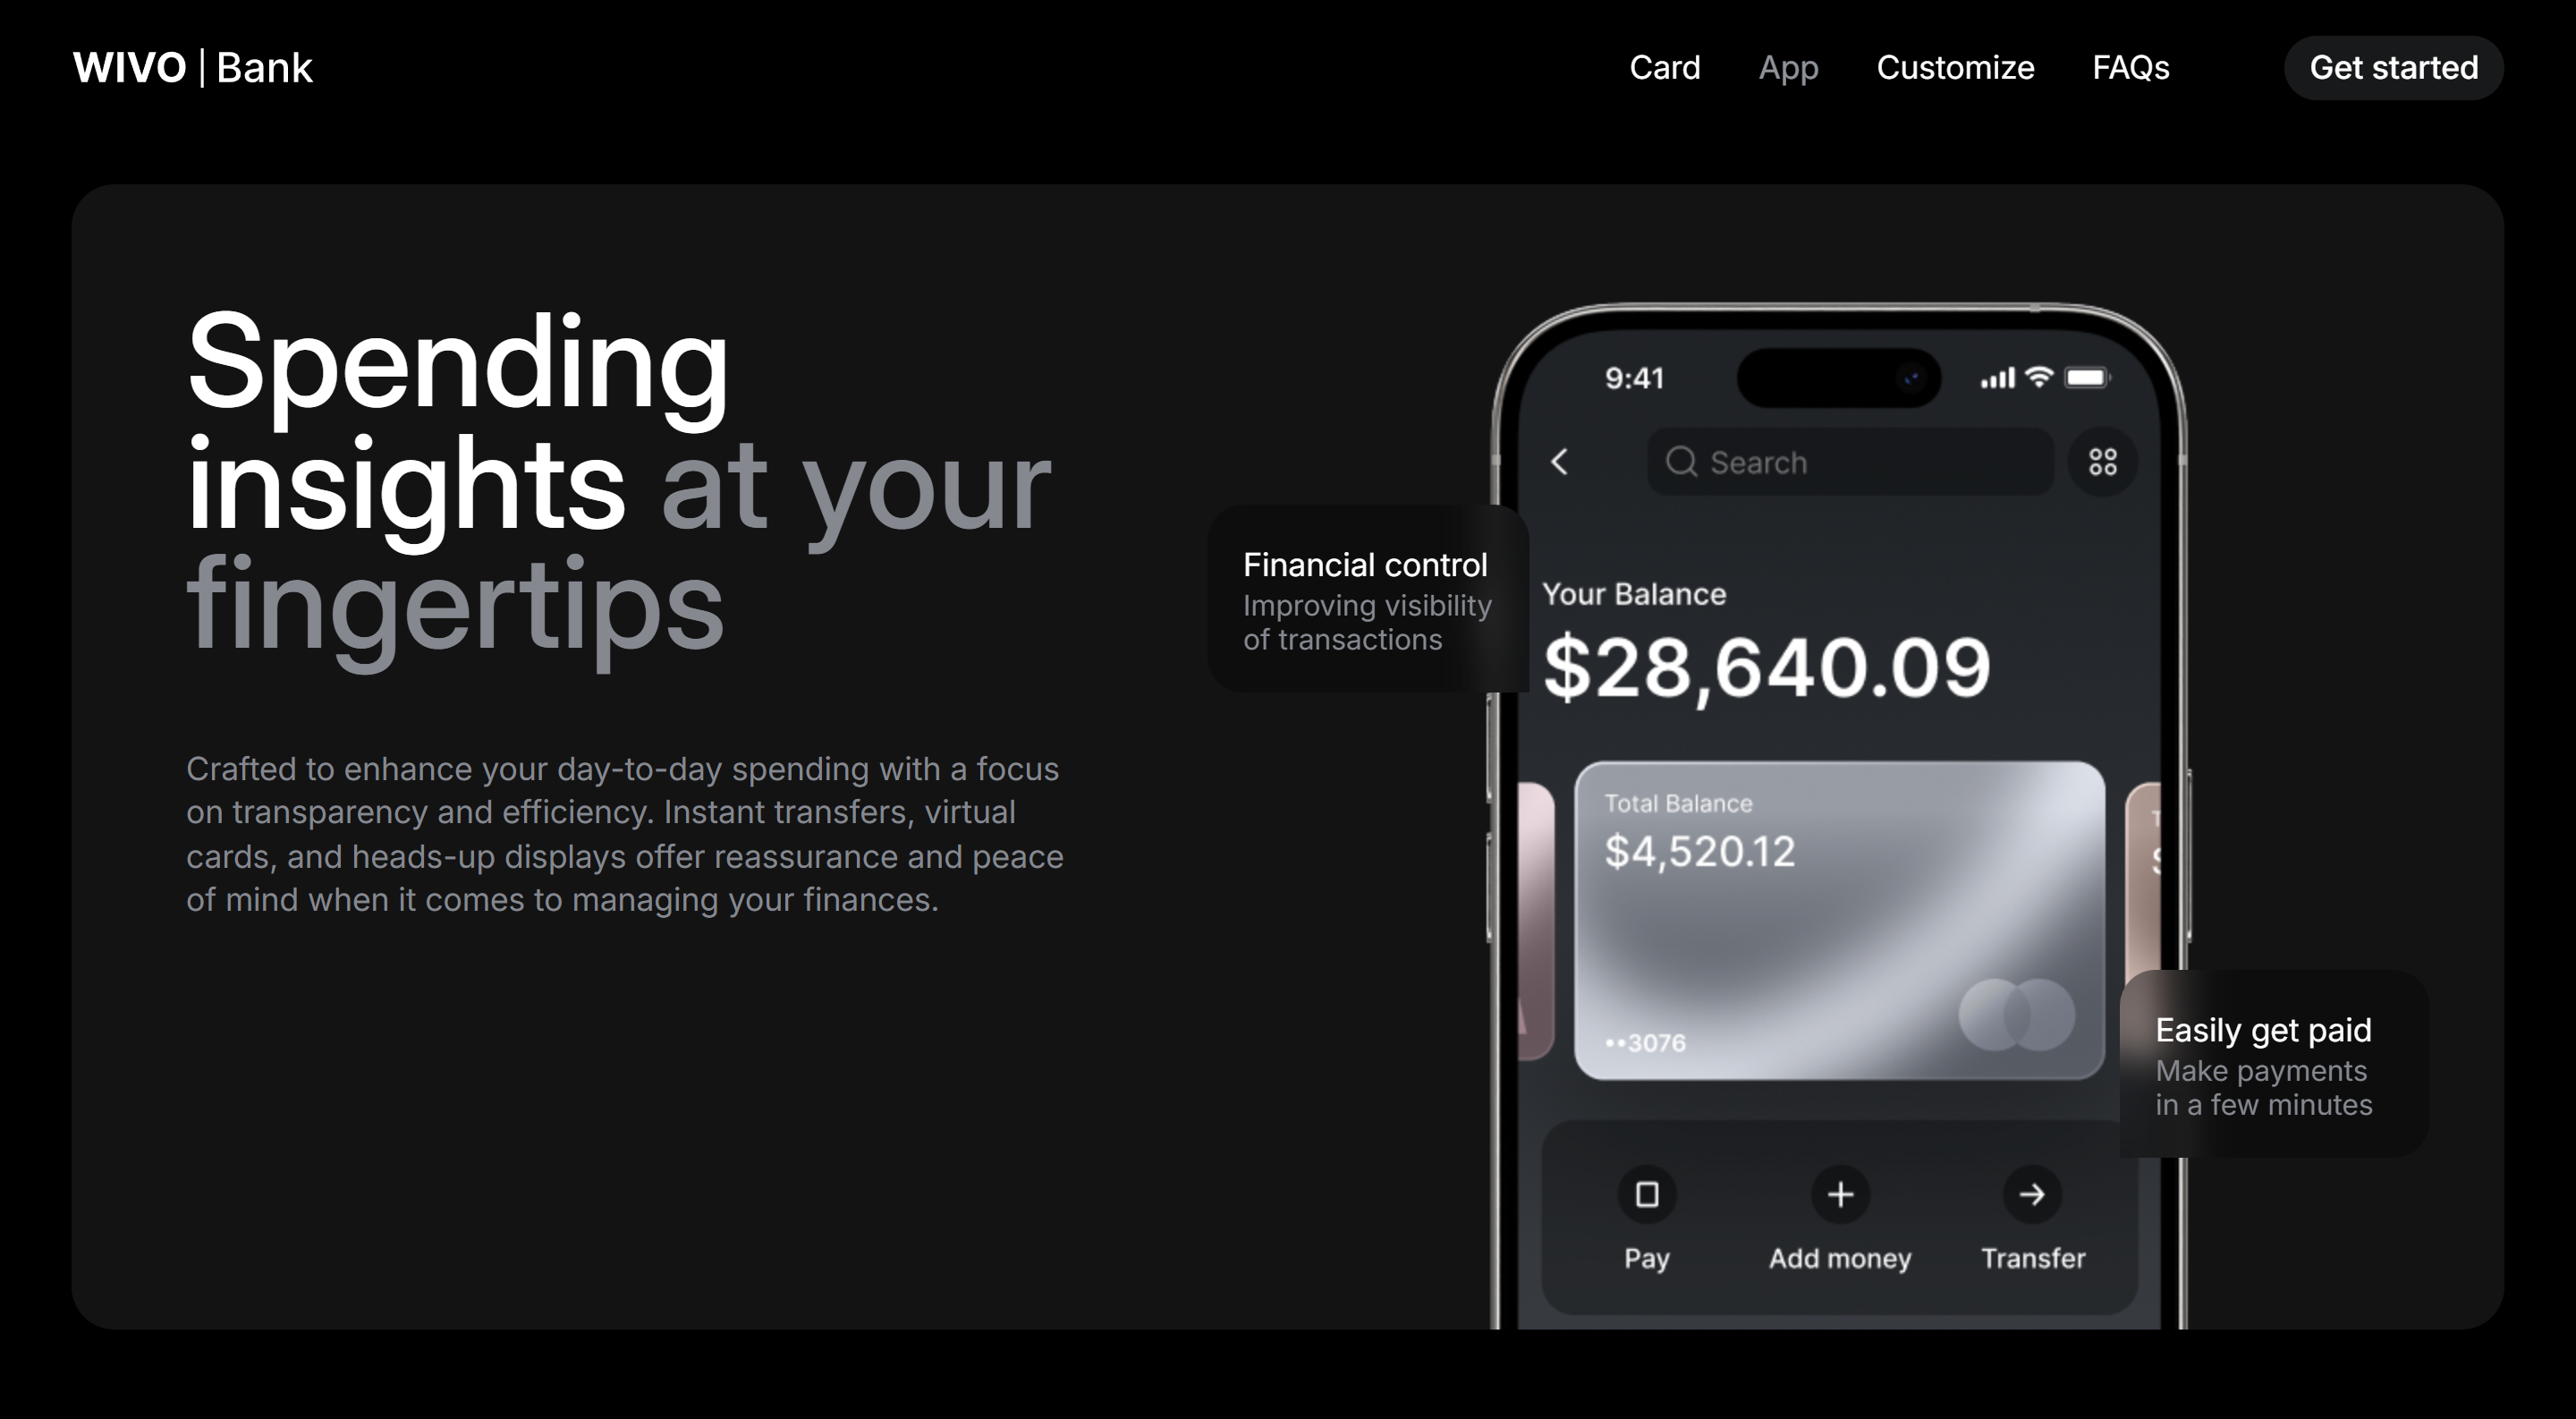 WIVO | Bank
Card
App
Customize
FAQs
Get started
Spending
insights at your
fingertips
Crafted to enhance your day-to-day spending with a focus
on transparency and efficiency. Instant transfers, virtual
cards, and heads-up displays offer reassurance and peace
of mind when it comes to managing your finances.
9:41
Search
Financial control
Improving visibility
of transactions
Your Balance
$28,640.09
Total Balance
$4,520.12
••3076
Easily get paid
Make payments
in a few minutes
Pay
Add money
Transfer